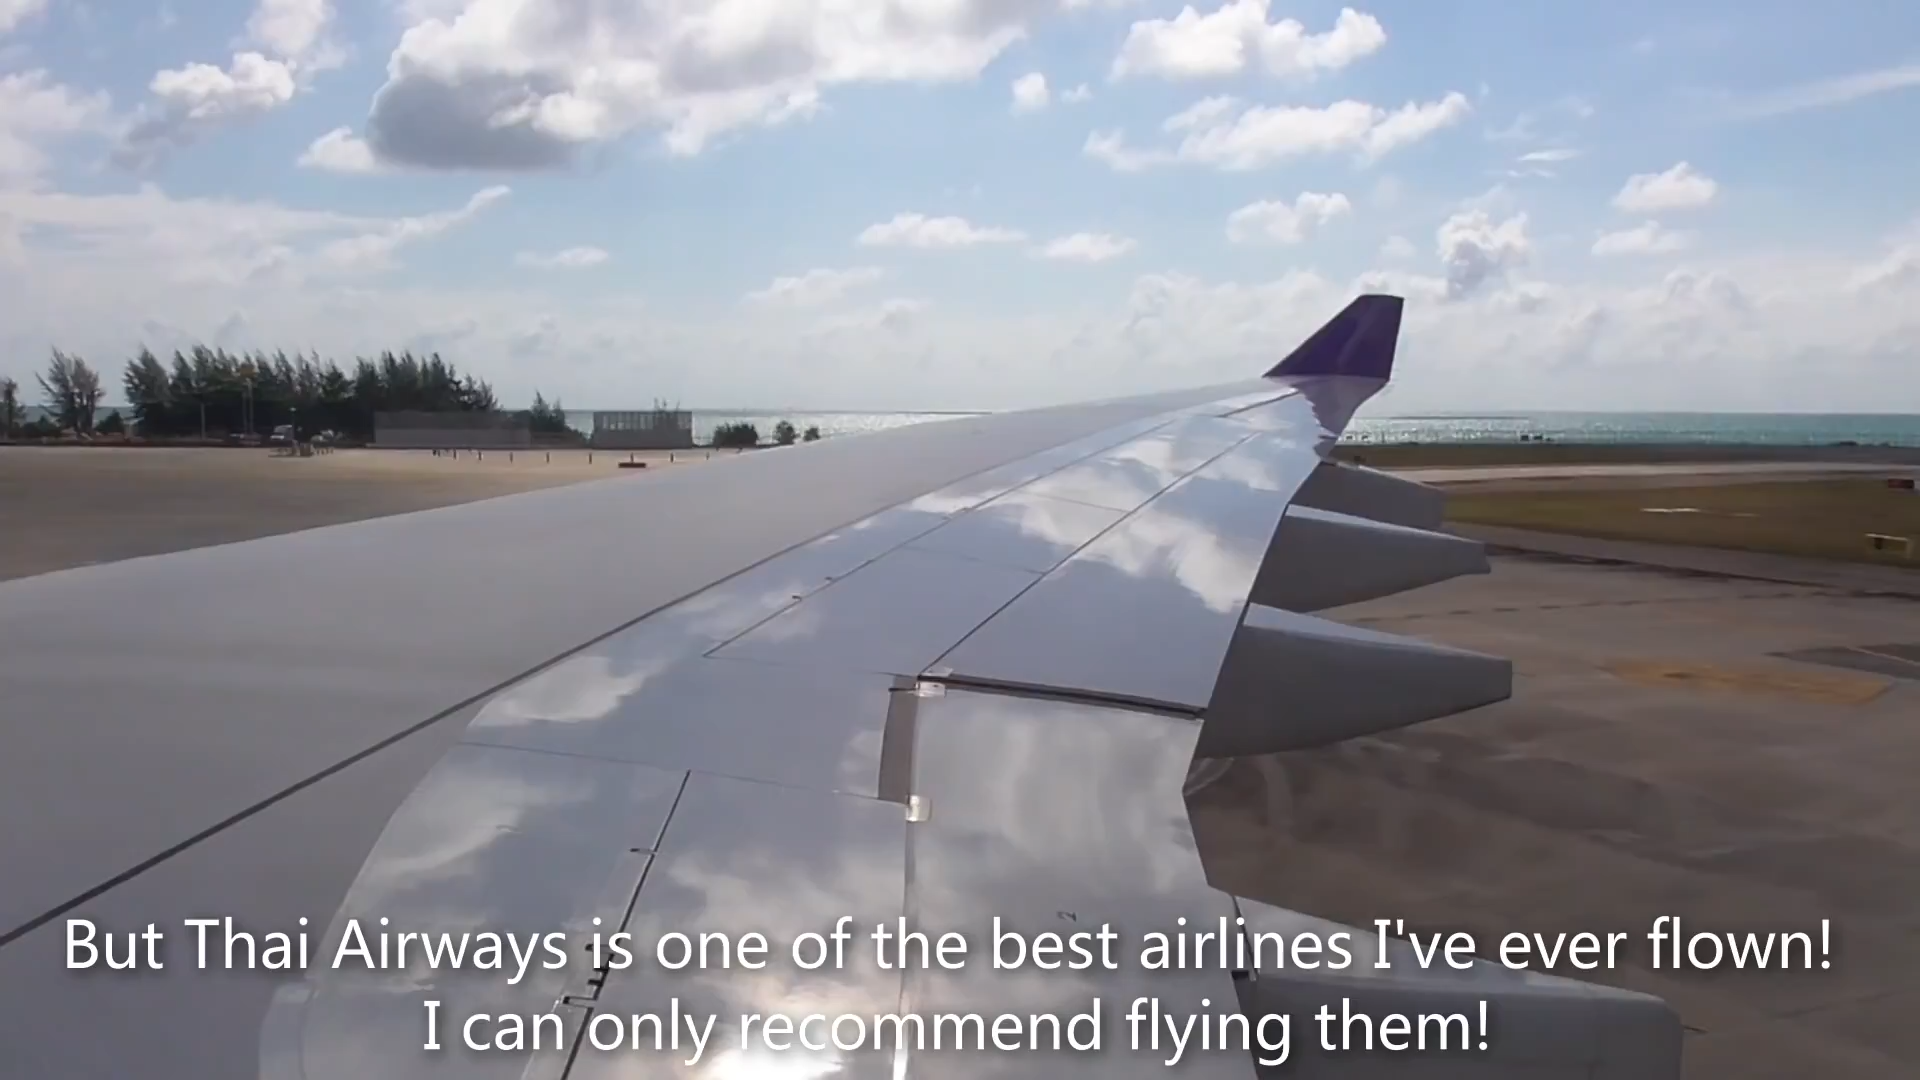 But Thai Airways is one of the best airlines I've ever flown!
I can only recommend flying them!